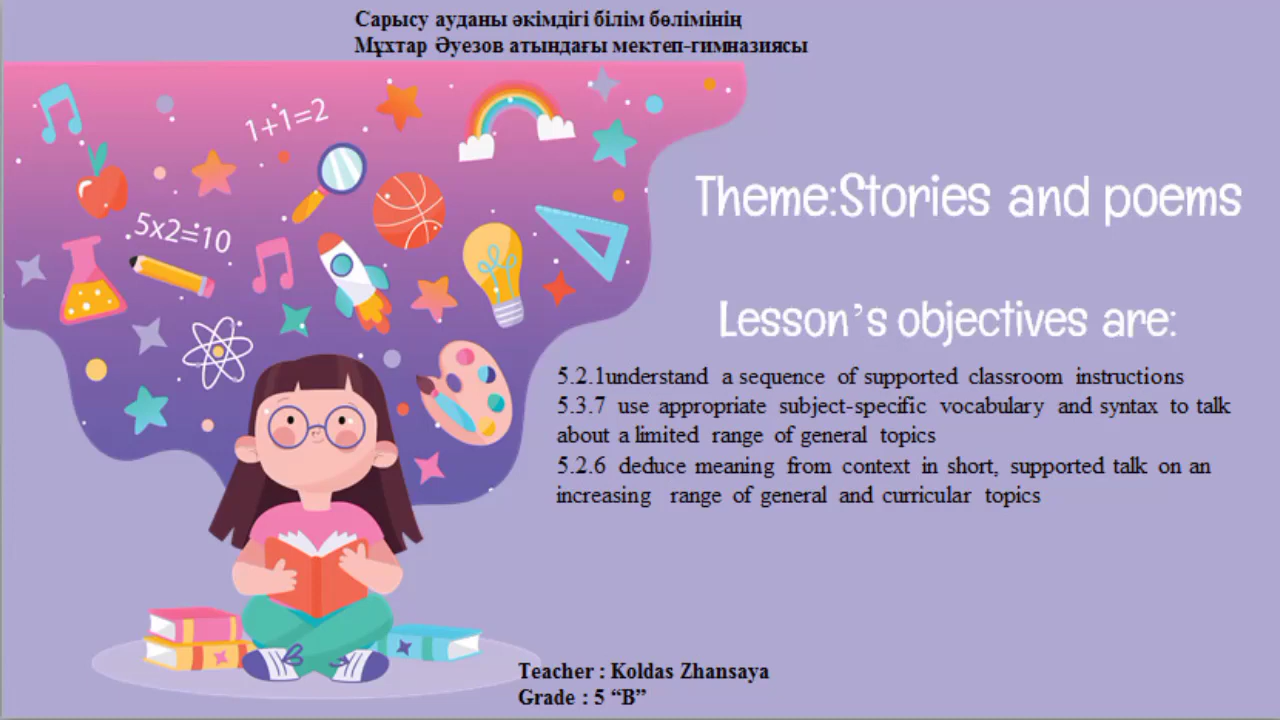 Сарысу ауданы әкімдігі білім бөлімінің
Мұхтар Әуезов атындағы мектеп-гимназиясы
1+1=2
5x2=10
Theme:Stories and poems
Lesson’s objectives are:
5.2.1understand a sequence of supported classroom instructions
5.3.7 use appropriate subject-specific vocabulary and syntax to talk
about a limited range of general topics
5.2.6 deduce meaning from context in short, supported talk on an
increasing range of general and curricular topics
Teacher : Koldas Zhansaya
Grade : 5 “B”